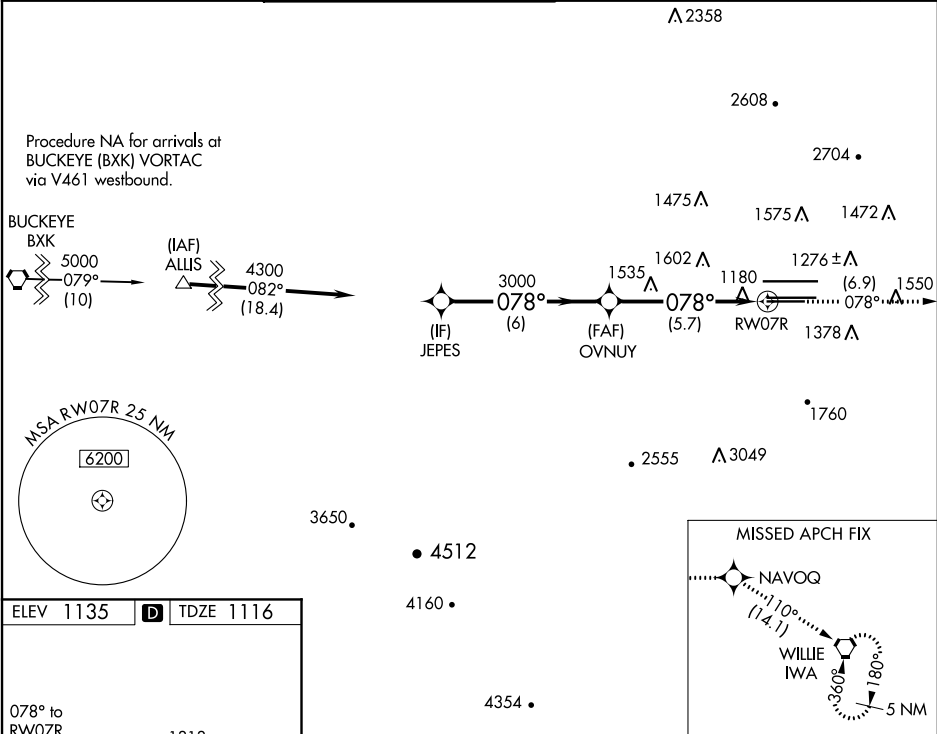 2358
2608
Procedure NA for arrivals at
BUCKEYE (BXK) VORTAC
via V461 westbound.
2704
1475
1575
1472
BUCKEYE
BXK
5000
079°
(10)
(IAF)
ALLIS
4300
082°
(18.4)
1602
1276 ±
1535
1180
(6.9)
1550
3000
078°
(6)
078°
(5.7)
078°
(IF)
JEPES
(FAF)
OVNUY
RW07R
1378
1760
MSA RW07R 25 NM
6200
2555
3049
3650
4512
4160
4354
MISSED APCH FIX
NAVOQ
110°
(14.1)
WILLIE
IWA
360°
180°
5 NM
ELEV 1135 D TDZE 1116
078° to
RW07R